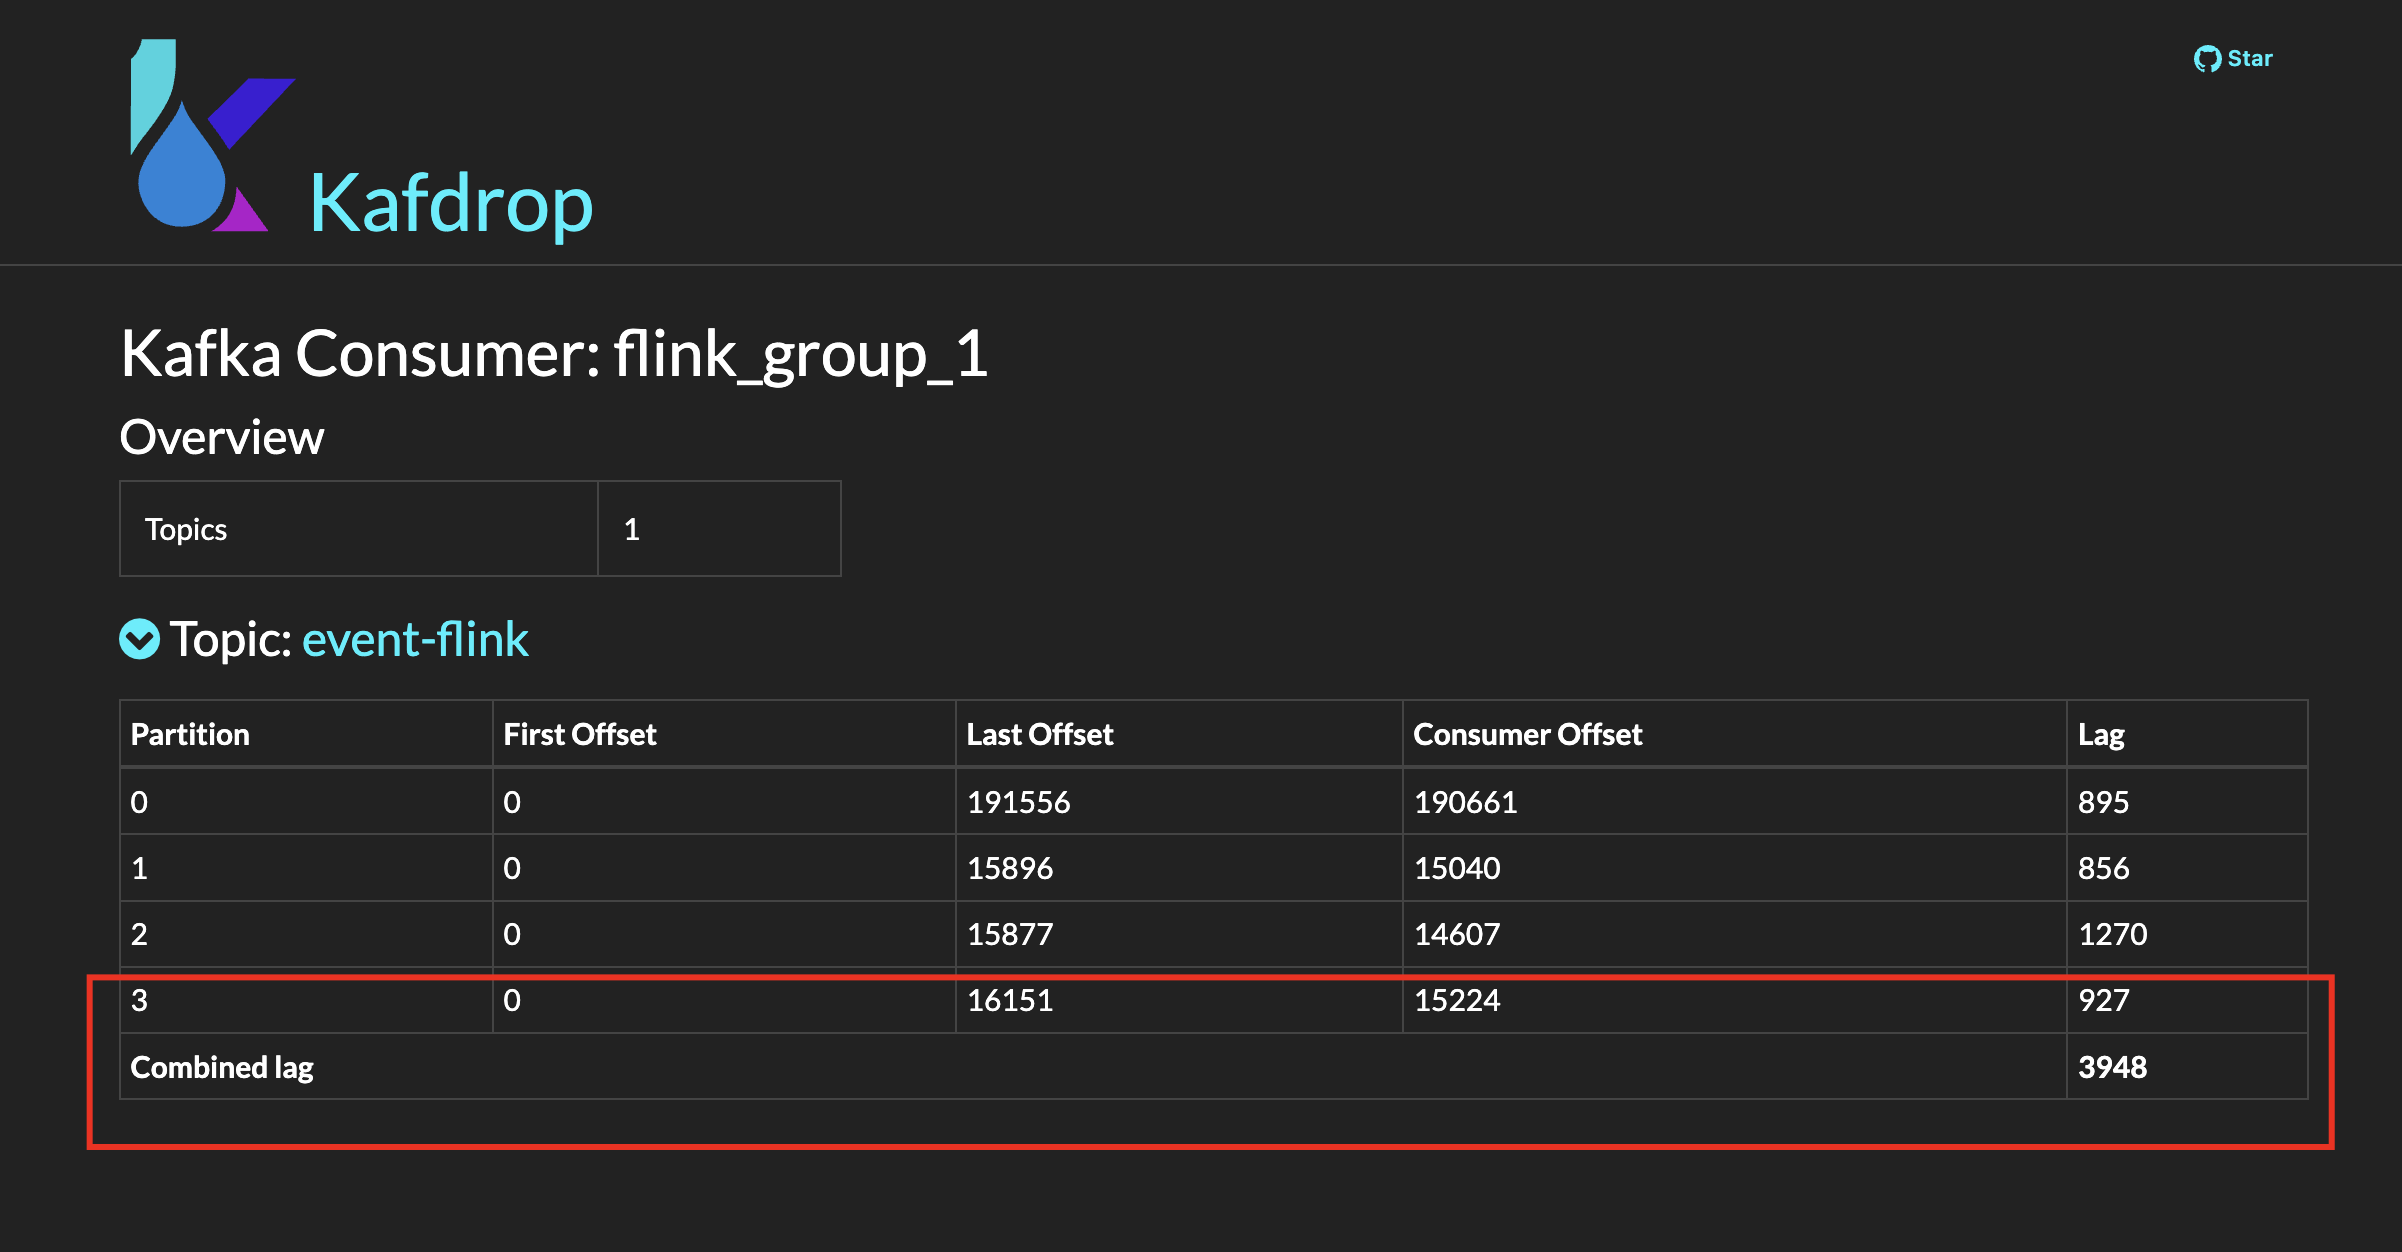 Star
Kafdrop
Kafka Consumer: flink_group_1
Overview
Topics 1
Topic: event-flink
Partition First Offset Last Offset Consumer Offset Lag
0 0 191556 190661 895
1 0 15896 15040 856
2 0 15877 14607 1270
3 0 16151 15224 927
Combined lag 3948